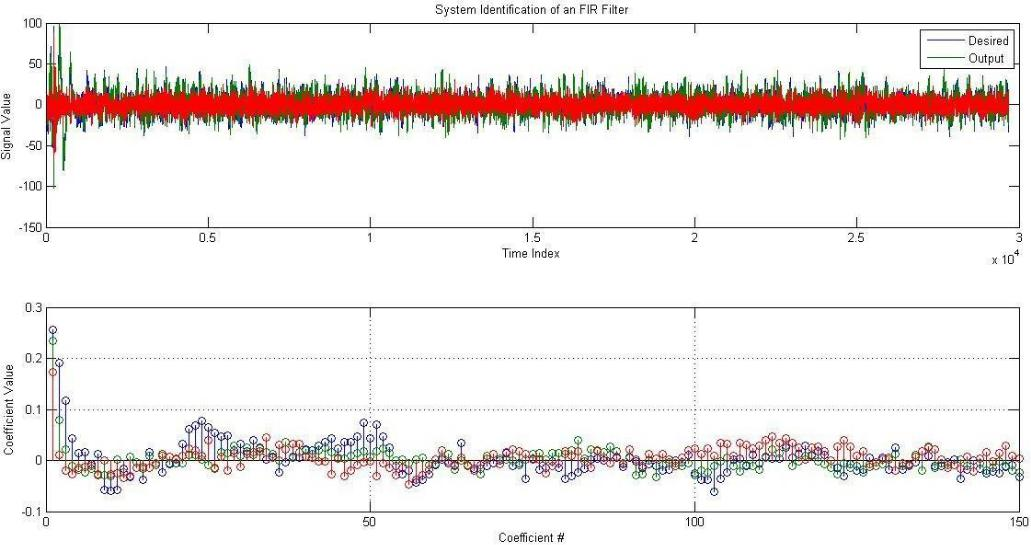 System Identification of an FIR Filter
100
50
0
-50
-100
-150
Signal Value
Desired
Output
0
0.5
1
1.5
2
2.5
3
Time Index
x 10^4
0.3
0.2
0.1
0
-0.1
Coefficient Value
0
50
100
150
Coefficient #